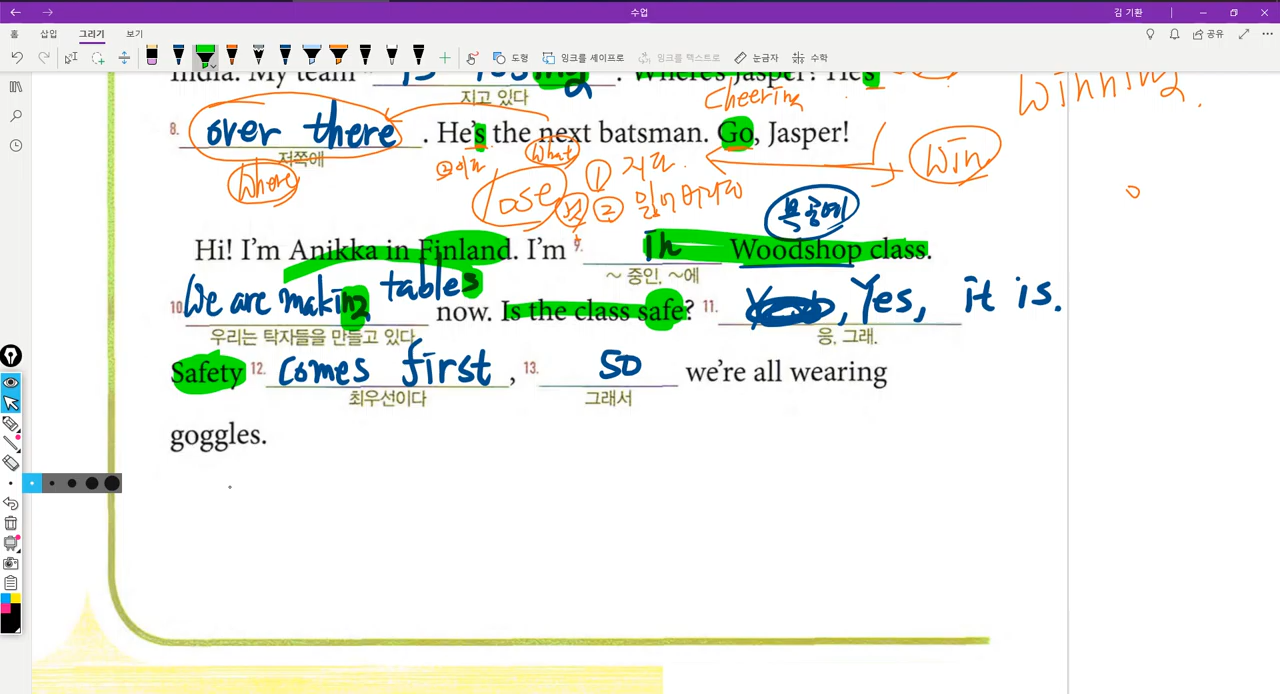 수업
김 기환
홈 삽입 그리기 보기
도형 잉크를 셰이프로 잉크를 텍스트로 눈금자 수학 공유
India. My team is losing. Where's Jasper? He's
지고 있다
Cheering
winning.
8. over there. He's the next batsman. Go, Jasper!
저쪽에
Where
What
②이다
lose
① 지다.
② 잃어버리다
win
Hi! I'm Anikka in Finland. I'm 9. in Woodshop class.
목공예
~ 중인, ~에
10. We are making tables now. Is the class safe? 11. , Yes, it is.
우리는 탁자들을 만들고 있다
응, 그래.
Safety 12. comes first, 13. so we're all wearing
최우선이다
그래서
goggles.